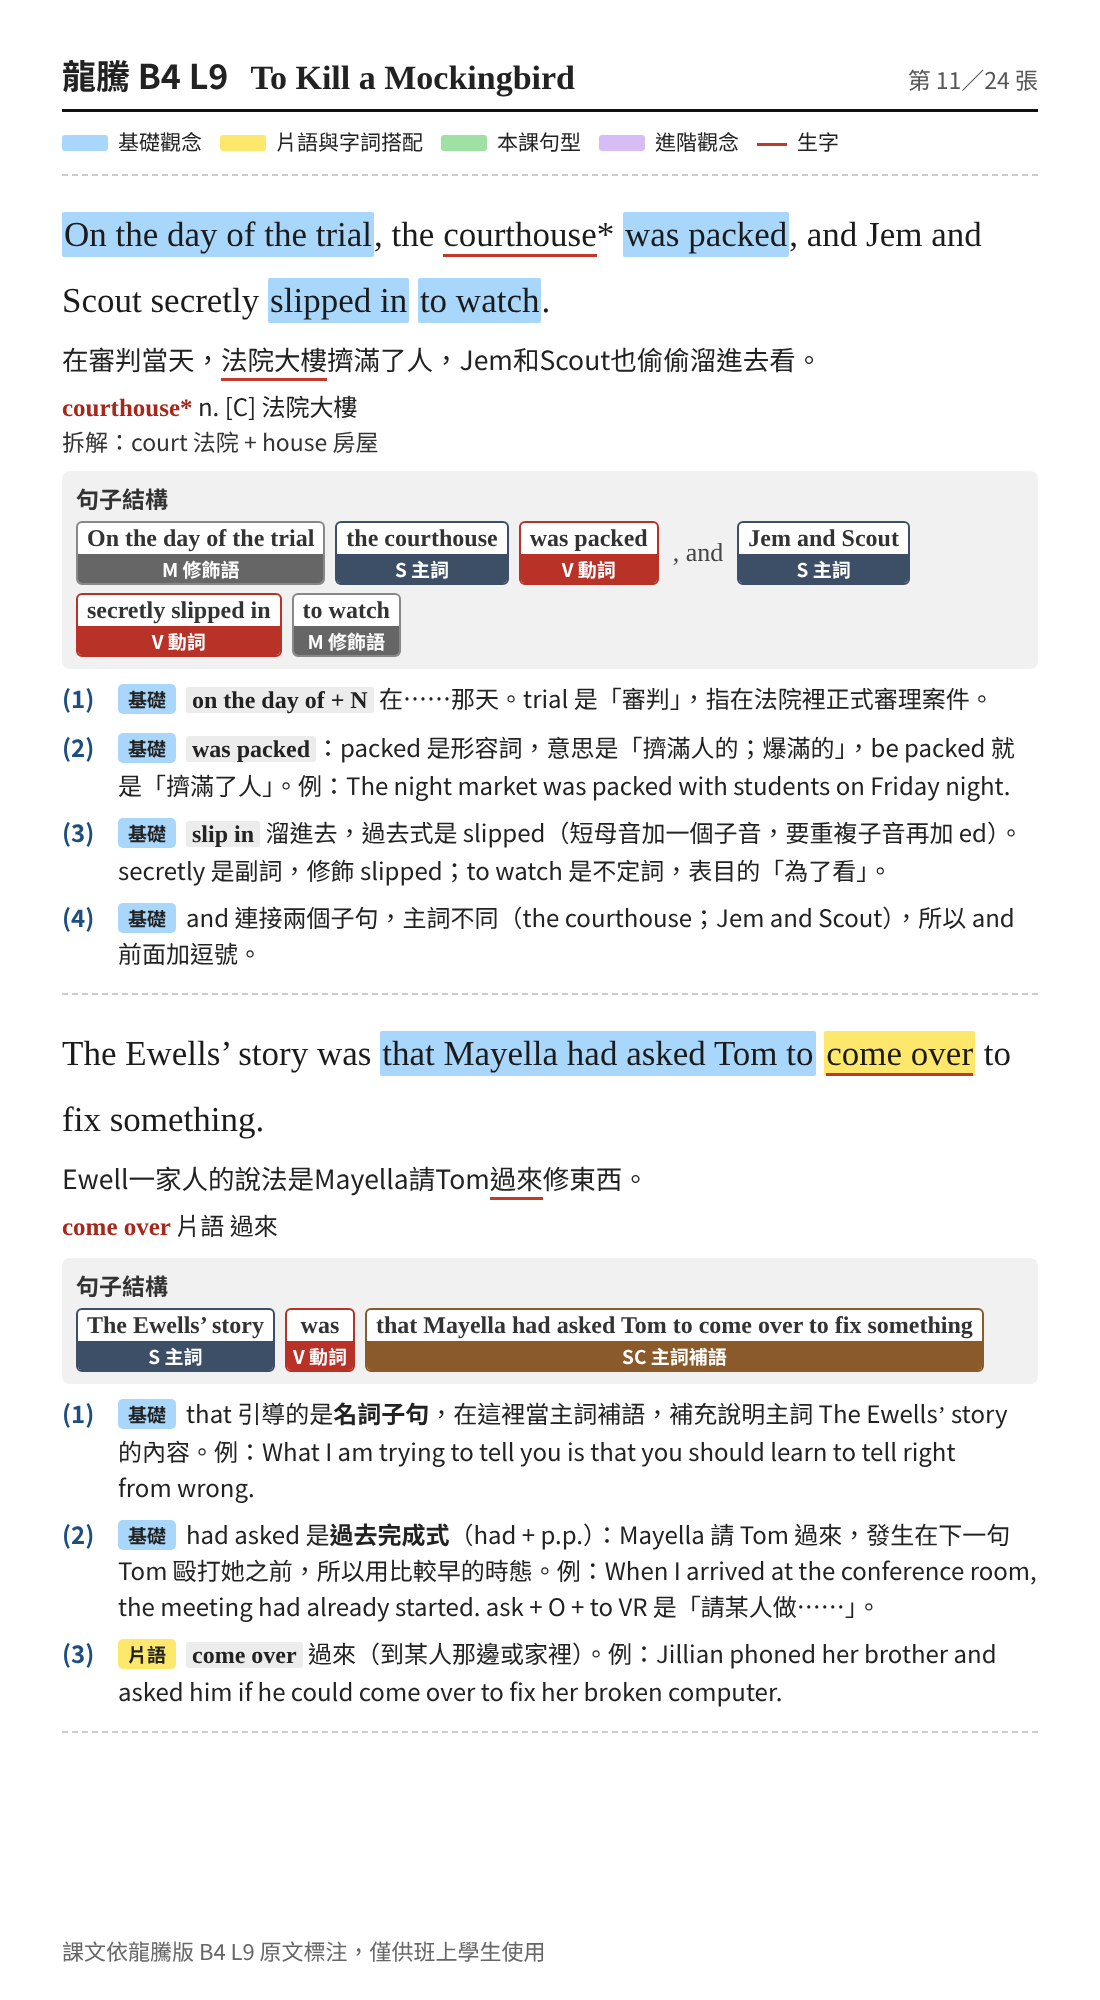 龍騰 B4 L9 To Kill a Mockingbird 第 11／24 張
基礎觀念 片語與字詞搭配 本課句型 進階觀念 生字
On the day of the trial, the courthouse* was packed, and Jem and
Scout secretly slipped in to watch.
在審判當天，法院大樓擠滿了人，Jem和Scout也偷偷溜進去看。
courthouse* n. [C] 法院大樓
拆解：court 法院 + house 房屋
句子結構
On the day of the trial the courthouse was packed , and Jem and Scout
M 修飾語 S 主詞 V 動詞 S 主詞
secretly slipped in to watch
V 動詞 M 修飾語
(1) 基礎 on the day of + N 在……那天。trial 是「審判」，指在法院裡正式審理案件。
(2) 基礎 was packed：packed 是形容詞，意思是「擠滿人的；爆滿的」，be packed 就
是「擠滿了人」。例：The night market was packed with students on Friday night.
(3) 基礎 slip in 溜進去，過去式是 slipped（短母音加一個子音，要重複子音再加 ed）。
secretly 是副詞，修飾 slipped；to watch 是不定詞，表目的「為了看」。
(4) 基礎 and 連接兩個子句，主詞不同（the courthouse；Jem and Scout），所以 and
前面加逗號。
The Ewells’ story was that Mayella had asked Tom to come over to
fix something.
Ewell一家人的說法是Mayella請Tom過來修東西。
come over 片語 過來
句子結構
The Ewells’ story was that Mayella had asked Tom to come over to fix something
S 主詞 V 動詞 SC 主詞補語
(1) 基礎 that 引導的是名詞子句，在這裡當主詞補語，補充說明主詞 The Ewells’ story
的內容。例：What I am trying to tell you is that you should learn to tell right
from wrong.
(2) 基礎 had asked 是過去完成式（had + p.p.）：Mayella 請 Tom 過來，發生在下一句
Tom 毆打她之前，所以用比較早的時態。例：When I arrived at the conference room,
the meeting had already started. ask + O + to VR 是「請某人做……」。
(3) 片語 come over 過來（到某人那邊或家裡）。例：Jillian phoned her brother and
asked him if he could come over to fix her broken computer.
課文依龍騰版 B4 L9 原文標注，僅供班上學生使用